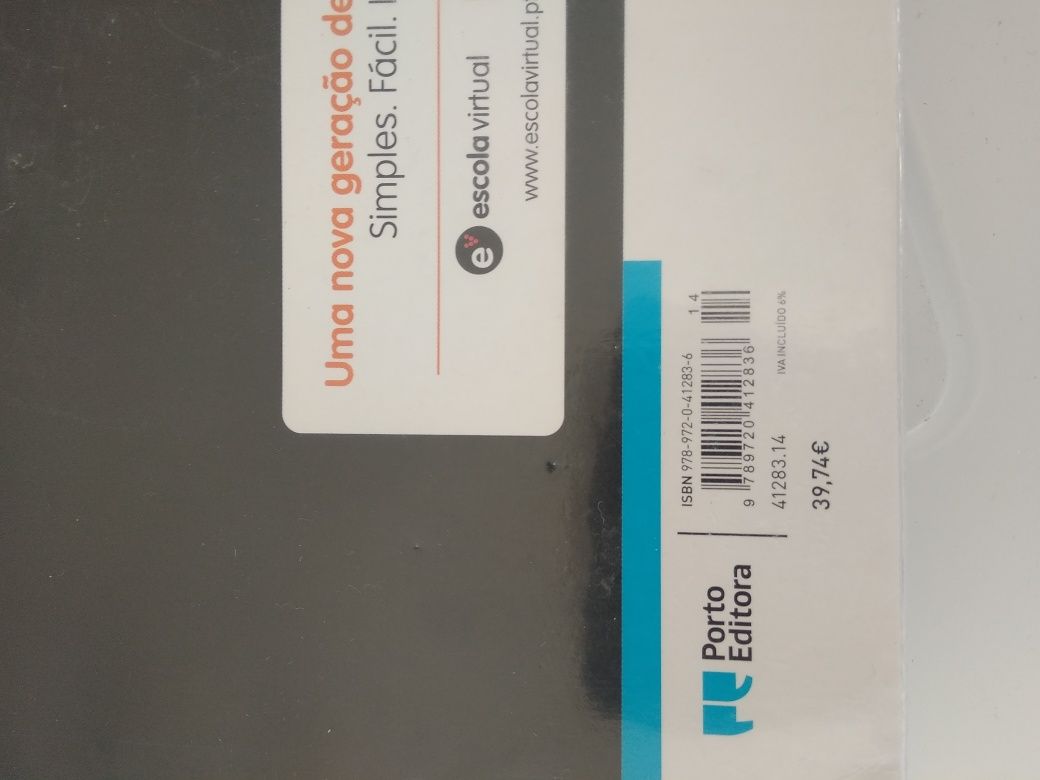 Uma nova geração de
Simples. Fácil.
e
escola virtual
www.escolavirtual.p
ISBN 978-972-0-41283-6
1 4
9 789720 412836
41283.14
IVA INCLUÍDO 6%
39,74€
Porto
Editora